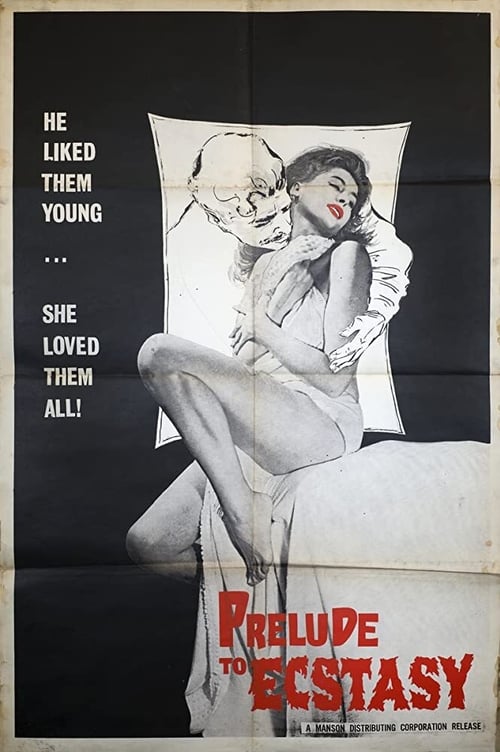 HE
LIKED
THEM
YOUNG
...
SHE
LOVED
THEM
ALL!
PRELUDE
TO ECSTASY
A MANSON DISTRIBUTING CORPORATION RELEASE